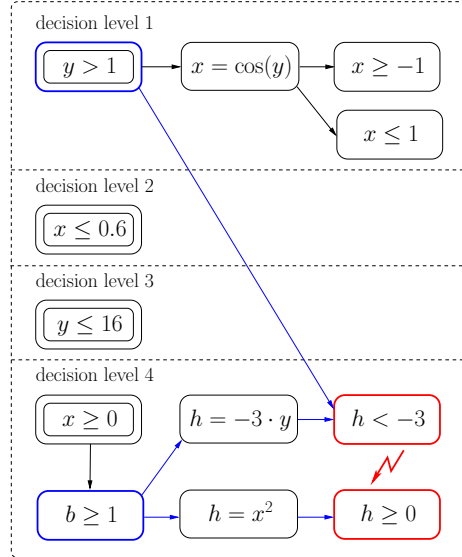 decision level 1
y > 1 x = cos(y) x ≥ −1
x ≤ 1
decision level 2
x ≤ 0.6
decision level 3
y ≤ 16
decision level 4
x ≥ 0 h = −3 · y h < −3
b ≥ 1 h = x² h ≥ 0